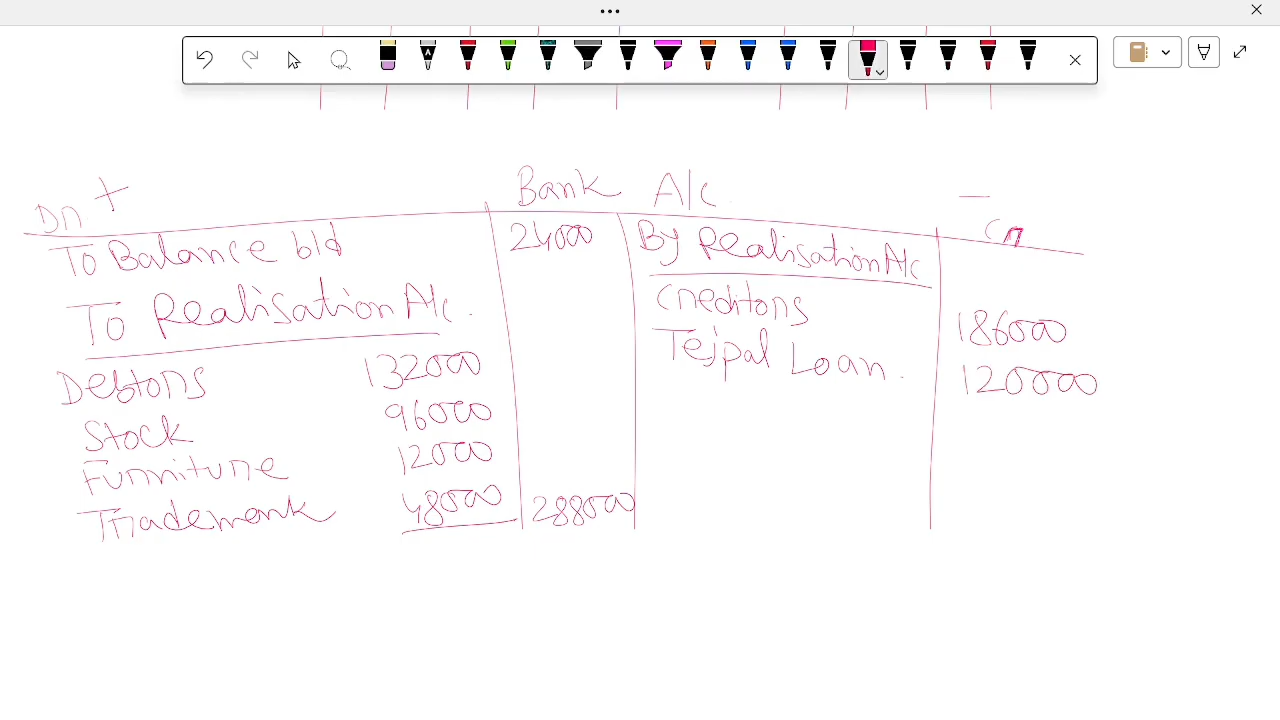 Bank A/c
Dr + - Cr
To Balance b/d 24000
To Realisation A/c.
Debtors 132000
Stock 96000
Furniture 12000
Trademark 48000 288000
By Realisation A/c
Creditors 186000
Tejpal Loan. 120000